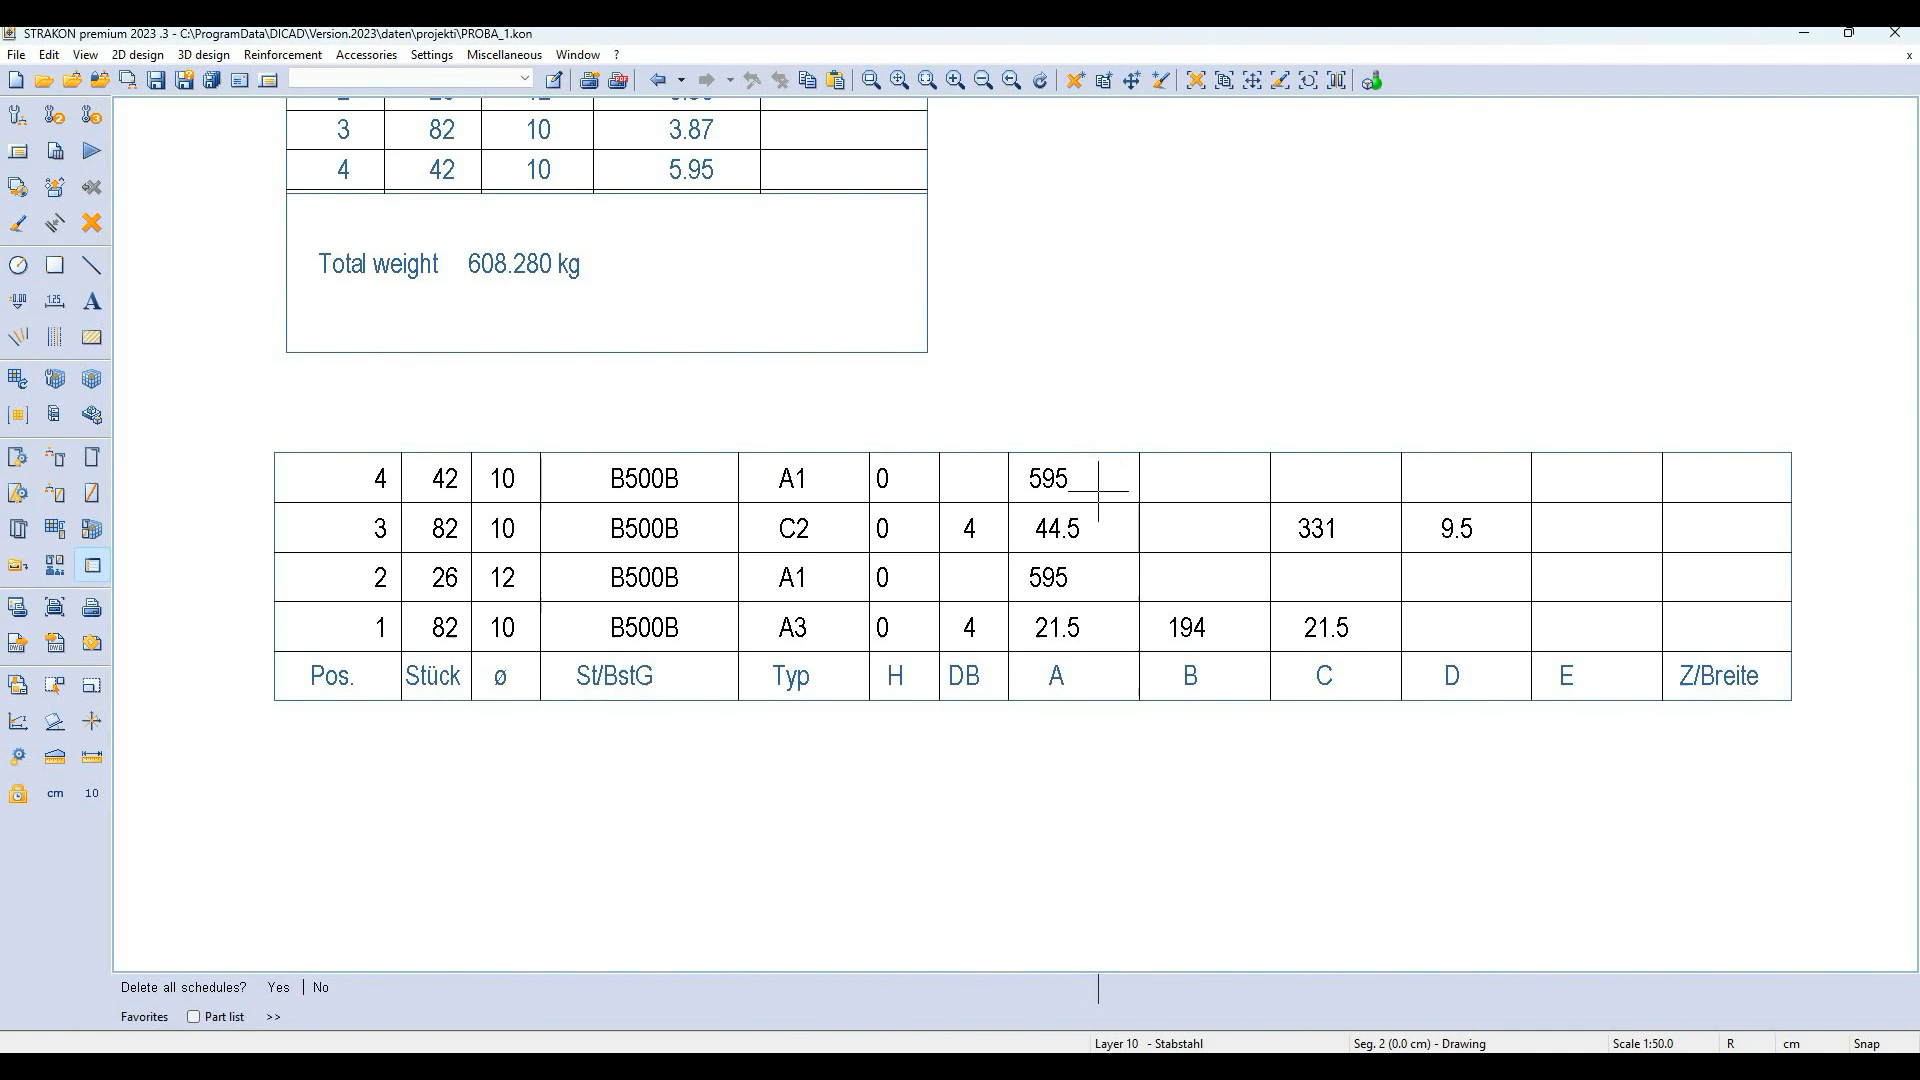 STRAKON premium 2023 .3 - C:\ProgramData\DICAD\Version.2023\daten\projekti\PROBA_1.kon
File Edit View 2D design 3D design Reinforcement Accessories Settings Miscellaneous Window ?
3 82 10 3.87
4 42 10 5.95
Total weight 608.280 kg
4 42 10 B500B A1 0 595
3 82 10 B500B C2 0 4 44.5 331 9.5
2 26 12 B500B A1 0 595
1 82 10 B500B A3 0 4 21.5 194 21.5
Pos. Stück ø St/BstG Typ H DB A B C D E Z/Breite
cm 10
Delete all schedules? Yes No
Favorites Part list >>
Layer 10 - Stabstahl Seg. 2 (0.0 cm) - Drawing Scale 1:50.0 R cm Snap